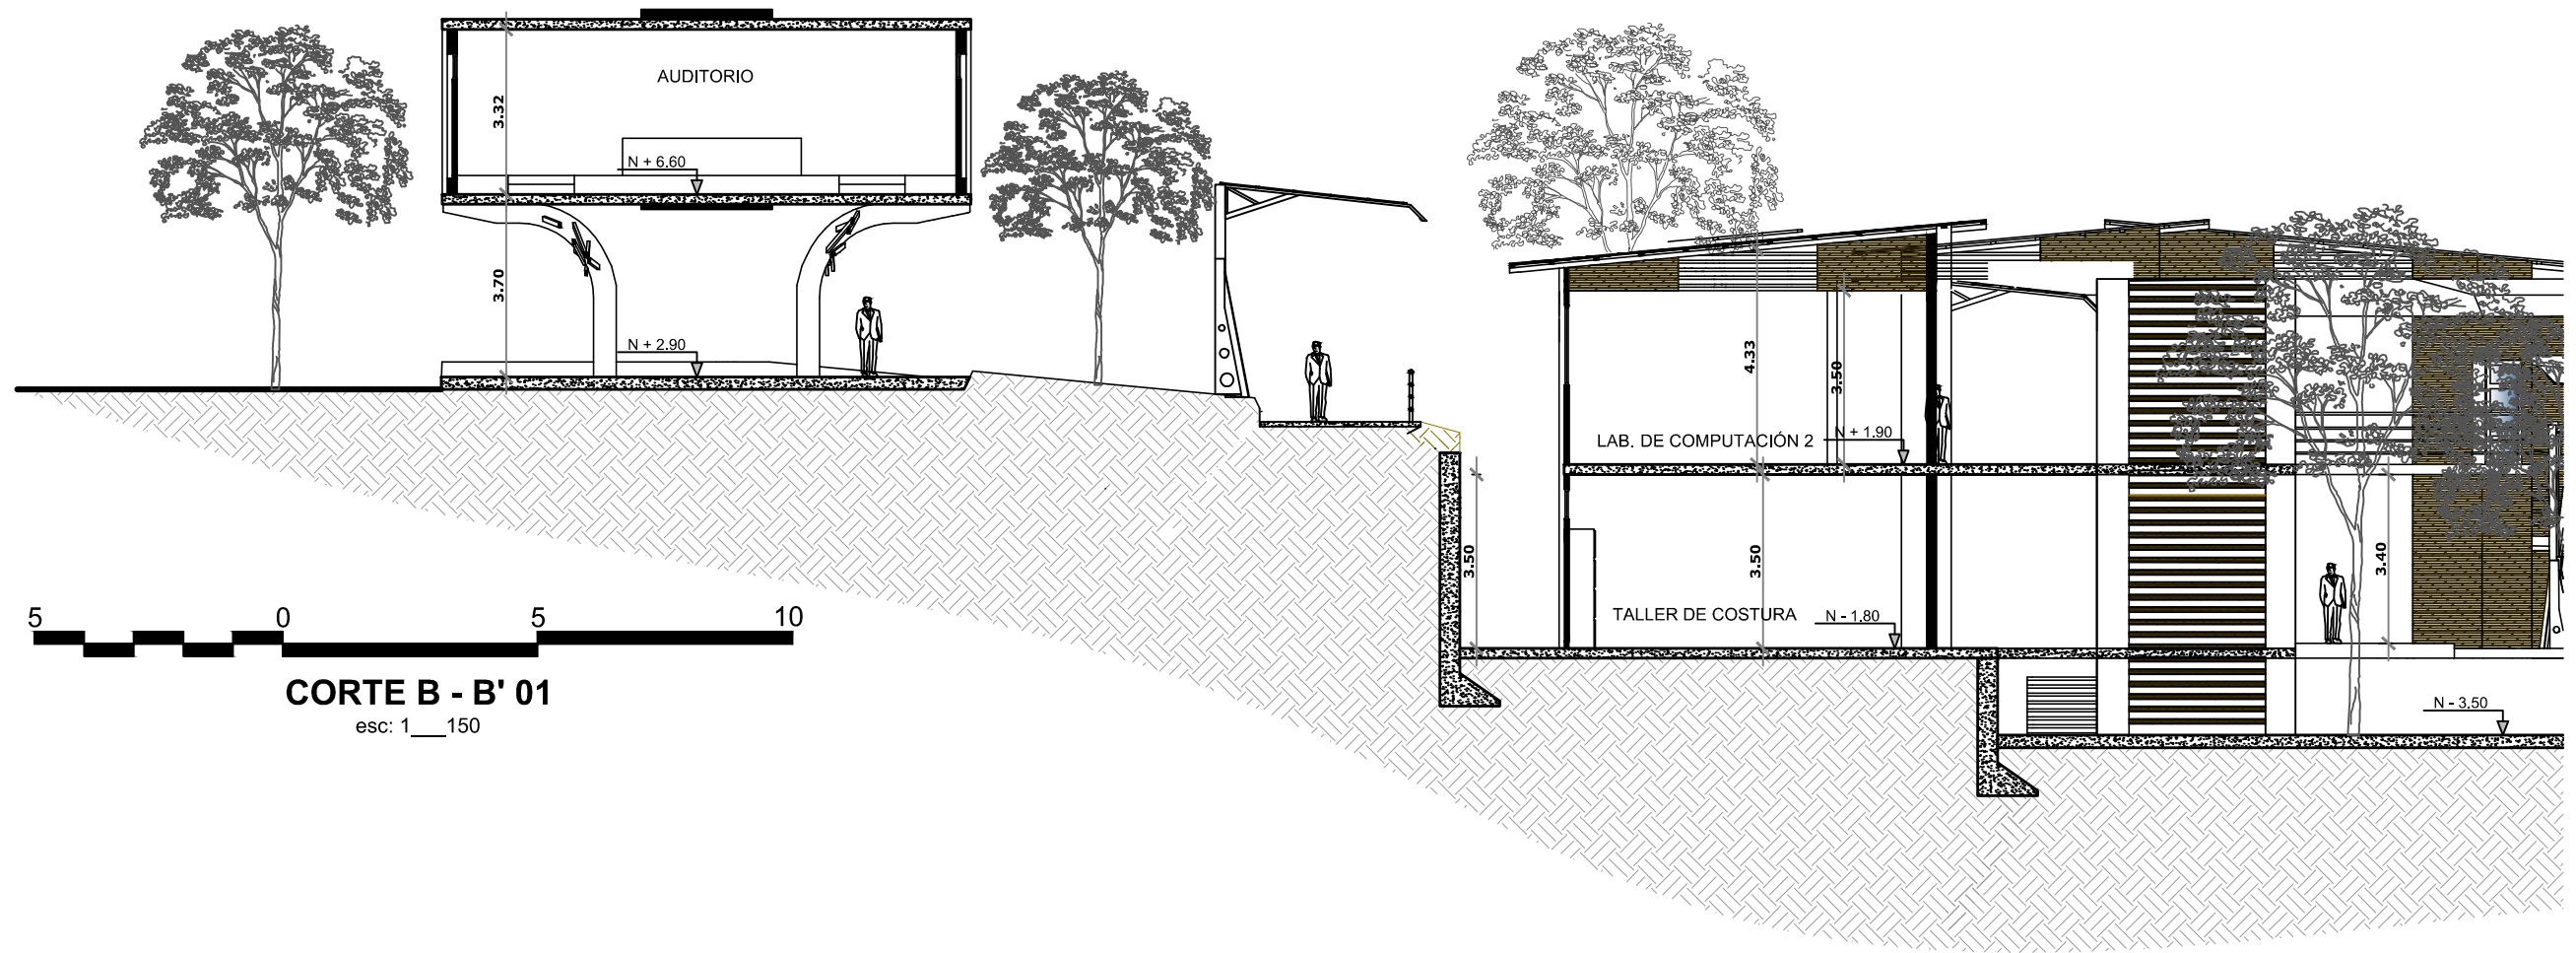 AUDITORIO
3.32
N + 6.60
3.70
N + 2.90
4.33
3.50
LAB. DE COMPUTACIÓN 2
N + 1.90
3.50
3.50
3.40
TALLER DE COSTURA
N - 1.80
N - 3.50
5 0 5 10
CORTE B - B' 01
esc: 1___150